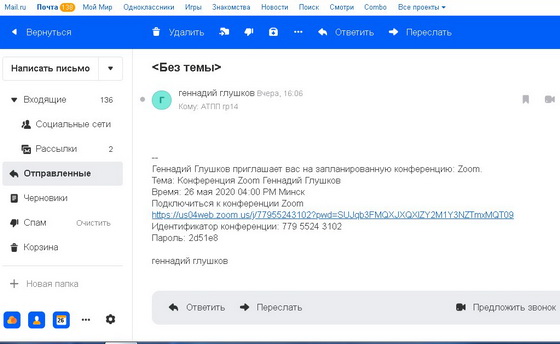 Mail.ru Почта 138 Мой Мир Одноклассники Игры Знакомства Новости Поиск Смотри Combo Все проекты
Вернуться Удалить Ответить Переслать
Написать письмо
<Без темы>
Входящие 136
Г геннадий глушков Вчера, 16:06
Кому: АТПП гр14
Социальные сети
Рассылки 2
Отправленные
Черновики
Спам Очистить
Корзина
Новая папка
26
--
Геннадий Глушков приглашает вас на запланированную конференцию: Zoom.
Тема: Конференция Zoom Геннадий Глушков
Время: 26 мая 2020 04:00 PM Минск
Подключиться к конференции Zoom
https://us04web.zoom.us/j/77955243102?pwd=SUJqb3FMQXJXQXlZY2M1Y3NZTmxMQT09
Идентификатор конференции: 779 5524 3102
Пароль: 2d51e8
геннадий глушков
Ответить Переслать Предложить звонок